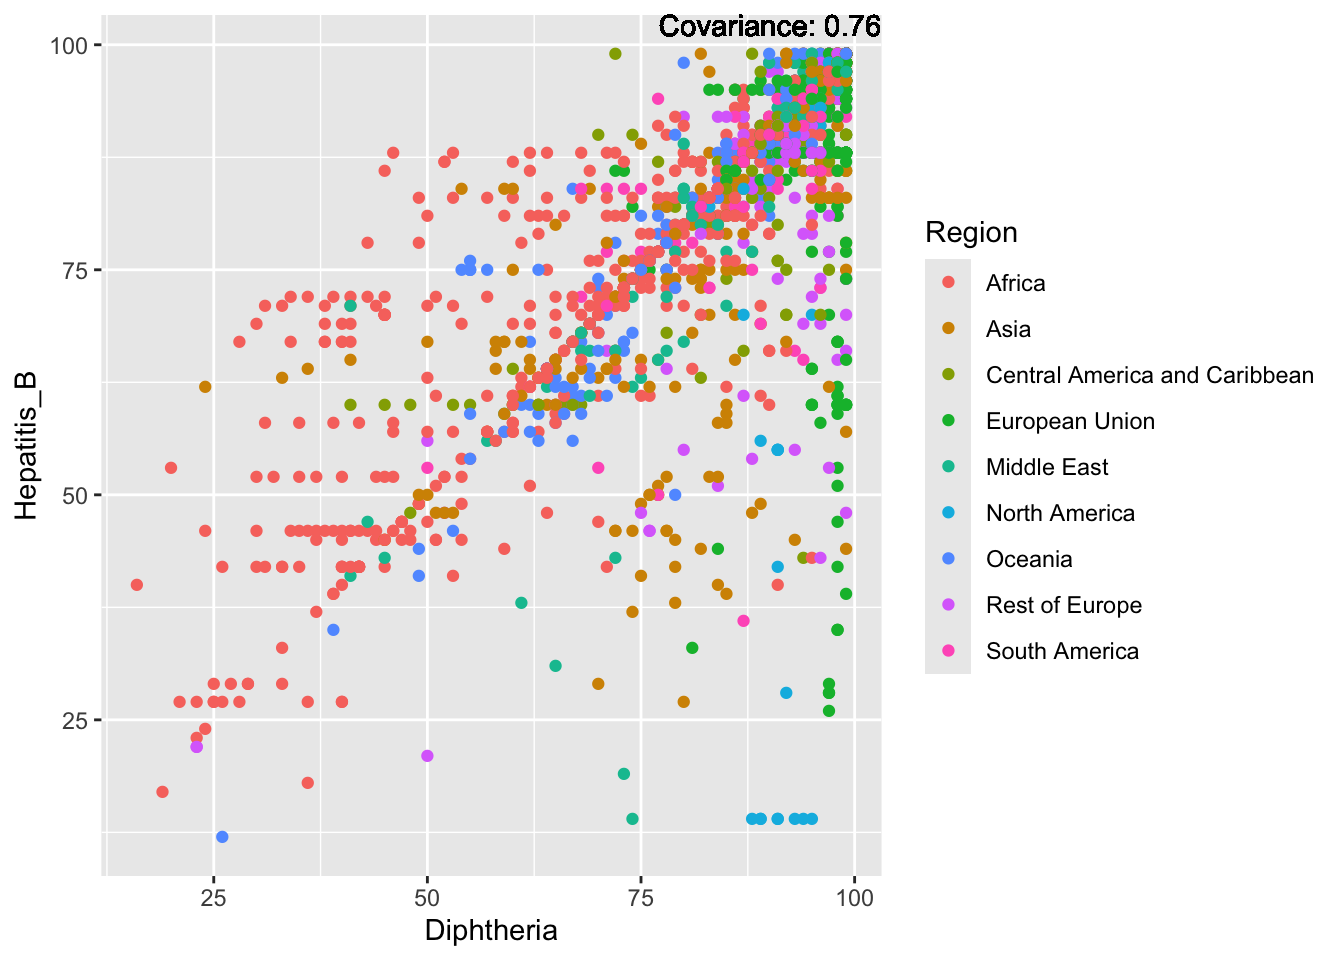 Covariance: 0.76
100
75
50
25
Hepatitis_B
25
50
75
100
Diphtheria
Region
Africa
Asia
Central America and Caribbean
European Union
Middle East
North America
Oceania
Rest of Europe
South America